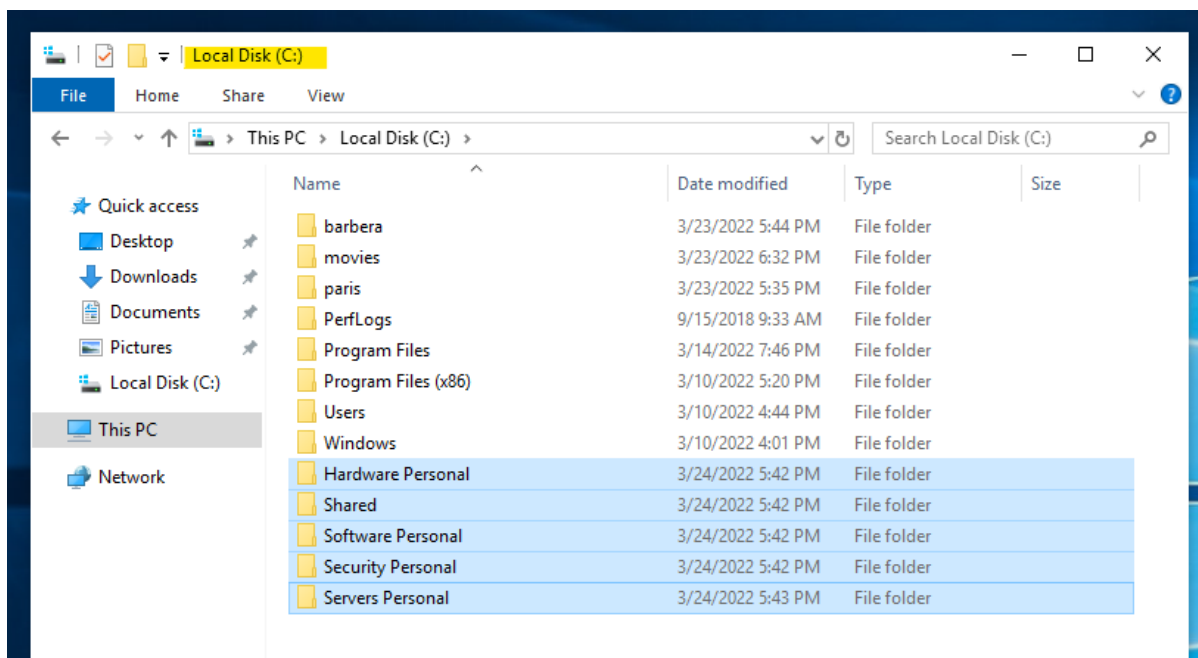 Local Disk (C:)
File Home Share View
This PC > Local Disk (C:) > Search Local Disk (C:)
Name Date modified Type Size
Quick access
Desktop
Downloads
Documents
Pictures
Local Disk (C:)
This PC
Network
barbera 3/23/2022 5:44 PM File folder
movies 3/23/2022 6:32 PM File folder
paris 3/23/2022 5:35 PM File folder
PerfLogs 9/15/2018 9:33 AM File folder
Program Files 3/14/2022 7:46 PM File folder
Program Files (x86) 3/10/2022 5:20 PM File folder
Users 3/10/2022 4:44 PM File folder
Windows 3/10/2022 4:01 PM File folder
Hardware Personal 3/24/2022 5:42 PM File folder
Shared 3/24/2022 5:42 PM File folder
Software Personal 3/24/2022 5:42 PM File folder
Security Personal 3/24/2022 5:42 PM File folder
Servers Personal 3/24/2022 5:43 PM File folder